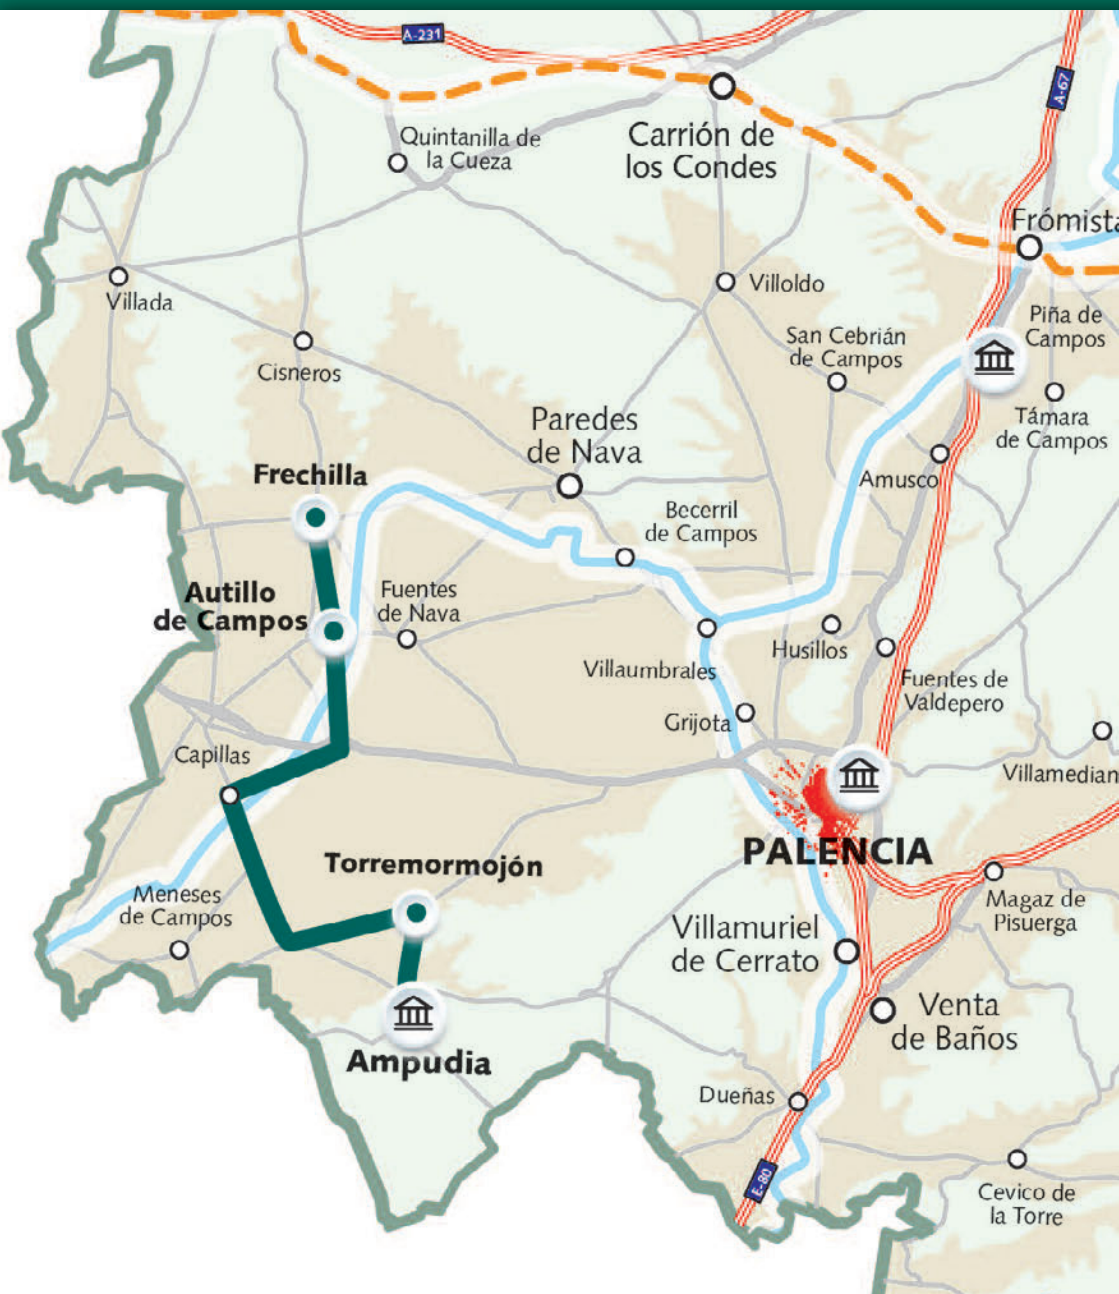 A-231
A-67
Quintanilla de
la Cueza
Carrión de
los Condes
Frómista
Villada
Villoldo
Piña de
Campos
San Cebrián
de Campos
Cisneros
Paredes
de Nava
Támara
de Campos
Frechilla
Amusco
Becerril
de Campos
Autillo
de Campos
Fuentes
de Nava
Husillos
Villaumbrales
Fuentes de
Valdepero
Grijota
Capillas
Villamedian
PALENCIA
Torremormojón
Meneses
de Campos
Magaz de
Pisuerga
Villamuriel
de Cerrato
Venta
de Baños
Ampudia
Dueñas
E-80
Cevico de
la Torre